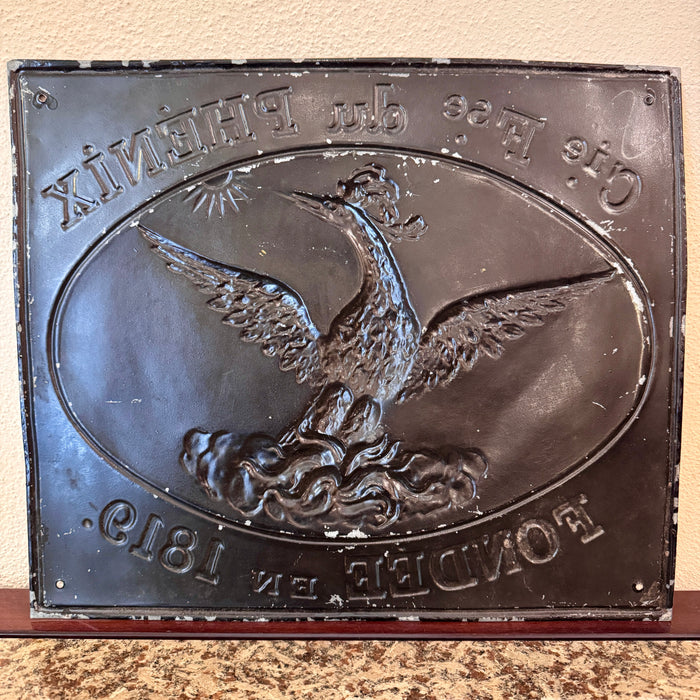 Cie Fse du PHÉNIX
FONDÉE EN 1819.